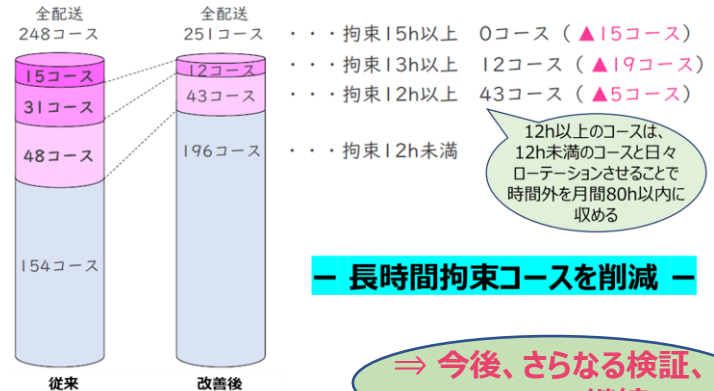 全配送
248コース
全配送
251コース
・・・拘束15h以上 0コース（▲15コース）
・・・拘束13h以上 12コース（▲19コース）
・・・拘束12h以上 43コース（▲5コース）
・・・拘束12h未満
15コース
31コース
48コース
154コース
従来
12コース
43コース
196コース
改善後
12h以上のコースは、
12h未満のコースと日々
ローテーションさせることで
時間外を月間80h以内に
収める
－ 長時間拘束コースを削減 －
⇒ 今後、さらなる検証、